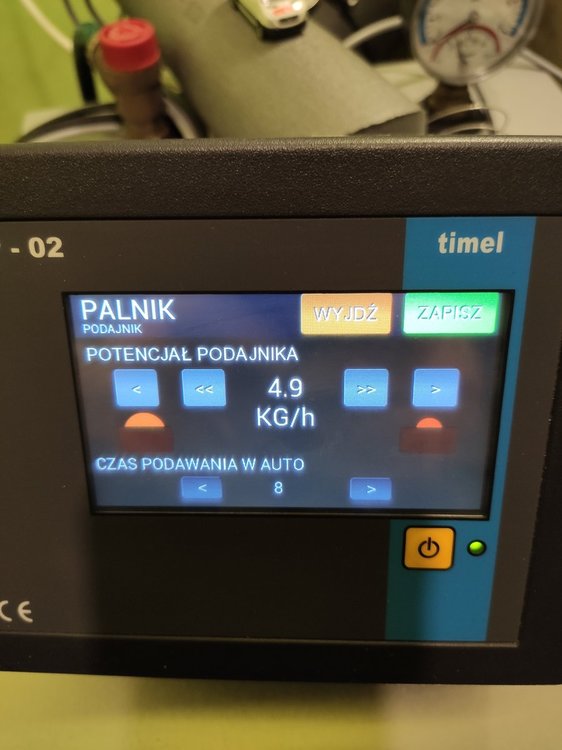 - 02
timel
PALNIK
PODAJNIK
WYJDŹ
ZAPISZ
POTENCJAŁ PODAJNIKA
< << 4.9 >> >
KG/h
CZAS PODAWANIA W AUTO
< 8 >
CE